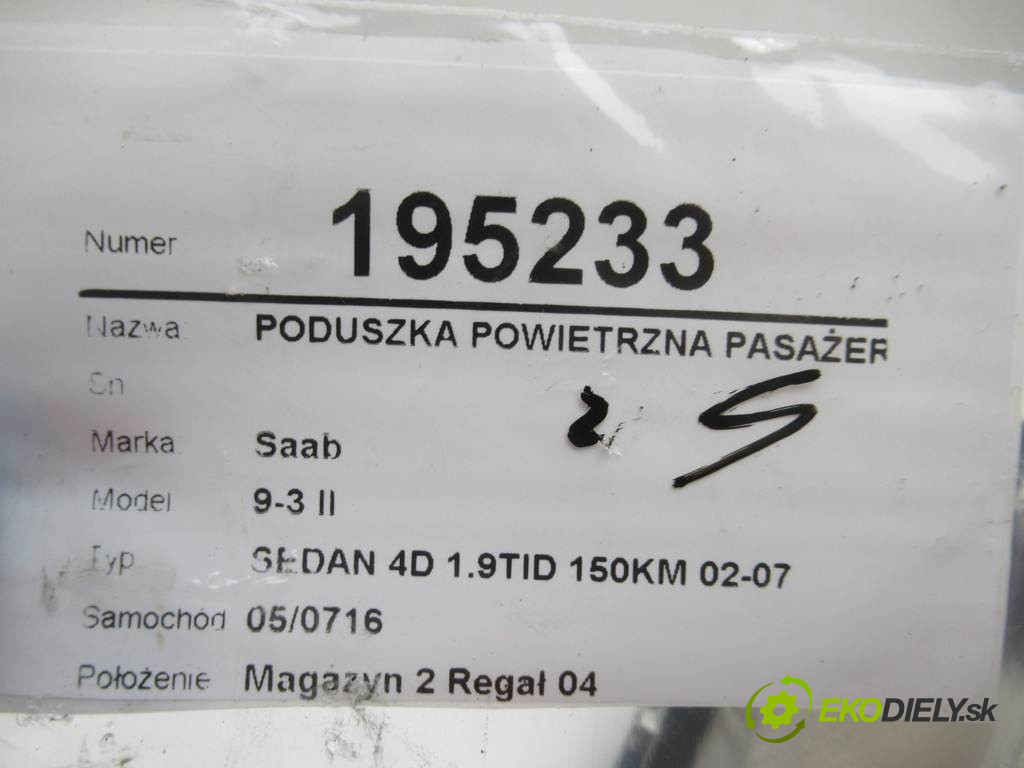 Numer 195233
Nazwa PODUSZKA POWIETRZNA PASAŻER
Sn
2 S
Marka Saab
Model 9-3 II
Typ SEDAN 4D 1.9TID 150KM 02-07
Samochód 05/0716
Położenie Magazyn 2 Regał 04
EKODIELY.sk